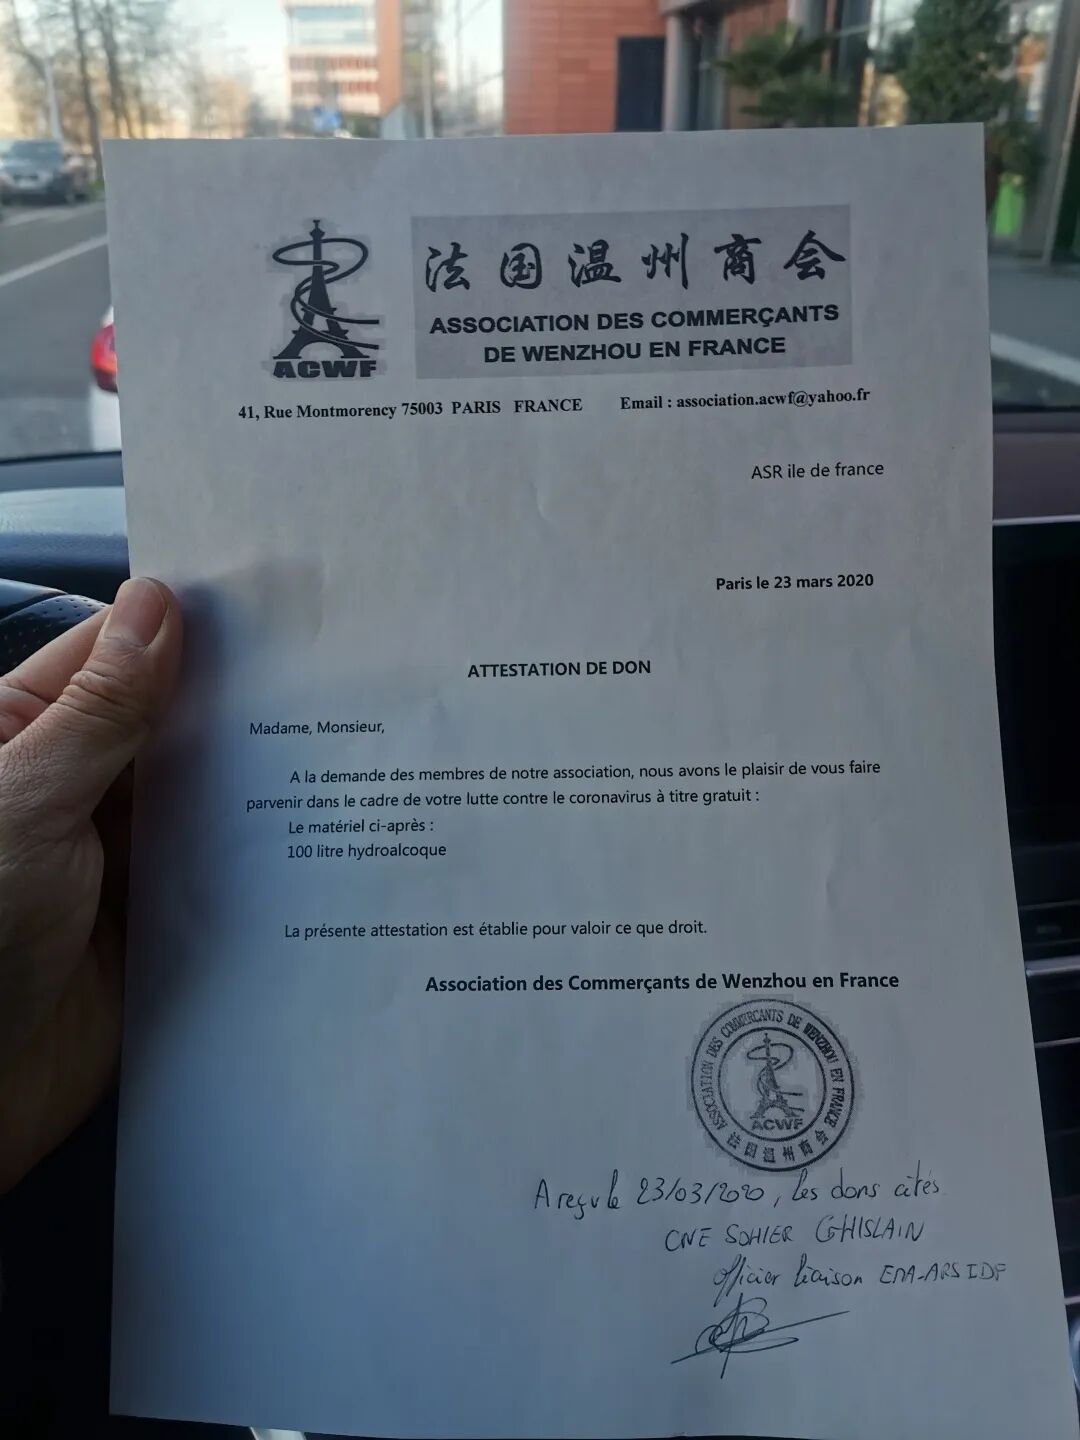 法国温州商会
ACWF
ASSOCIATION DES COMMERÇANTS
DE WENZHOU EN FRANCE
41, Rue Montmorency 75003 PARIS FRANCE Email : association.acwf@yahoo.fr
ASR ile de france
Paris le 23 mars 2020
ATTESTATION DE DON
Madame, Monsieur,
A la demande des membres de notre association, nous avons le plaisir de vous faire
parvenir dans le cadre de votre lutte contre le coronavirus à titre gratuit :
Le matériel ci-après :
100 litre hydroalcoque
La présente attestation est établie pour valoir ce que droit.
Association des Commerçants de Wenzhou en France
ASSOCIATION DES COMMERCANTS DE WENZHOU EN FRANCE
ACWF
法国温州商会
A reçu le 23/03/2020, les dons cités
CNE SOHIER GHISLAIN
officier liaison EMA-ARS IDF